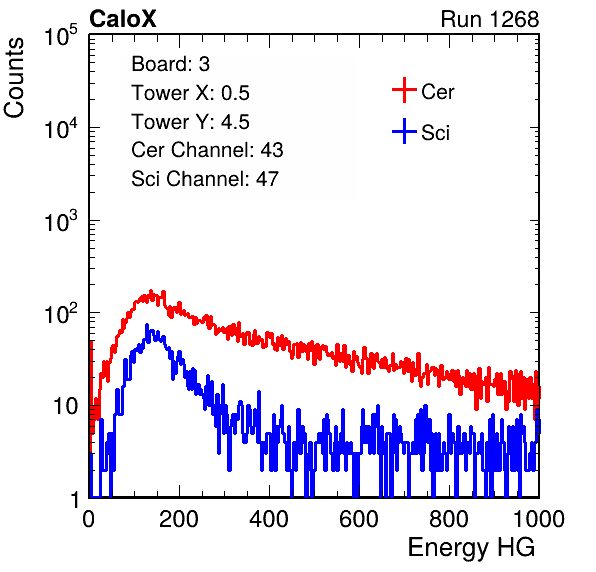 CaloX Run 1268
Board: 3
Tower X: 0.5
Tower Y: 4.5
Cer Channel: 43
Sci Channel: 47
Cer
Sci
Counts
10^5
10^4
10^3
10^2
10
1
0 200 400 600 800 1000
Energy HG